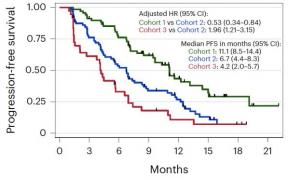 Progression-free survival
1.00
0.75
0.50
0.25
0
Adjusted HR (95% CI):
Cohort 1 vs Cohort 2: 0.53 (0.34–0.84)
Cohort 3 vs Cohort 2: 1.96 (1.21–3.15)
Median PFS in months (95% CI):
Cohort 1: 11.1 (8.5–14.4)
Cohort 2: 6.7 (4.4–8.3)
Cohort 3: 4.2 (2.0–5.7)
0 3 6 9 12 15 18 21
Months